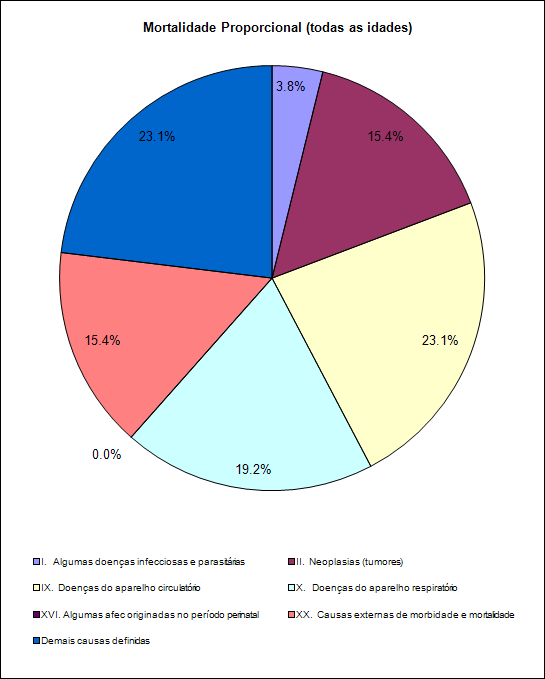 Mortalidade Proporcional (todas as idades)
3.8%
15.4%
23.1%
19.2%
0.0%
15.4%
23.1%
I. Algumas doenças infecciosas e parasitárias
II. Neoplasias (tumores)
IX. Doenças do aparelho circulatório
X. Doenças do aparelho respiratório
XVI. Algumas afec originadas no período perinatal
XX. Causas externas de morbidade e mortalidade
Demais causas definidas